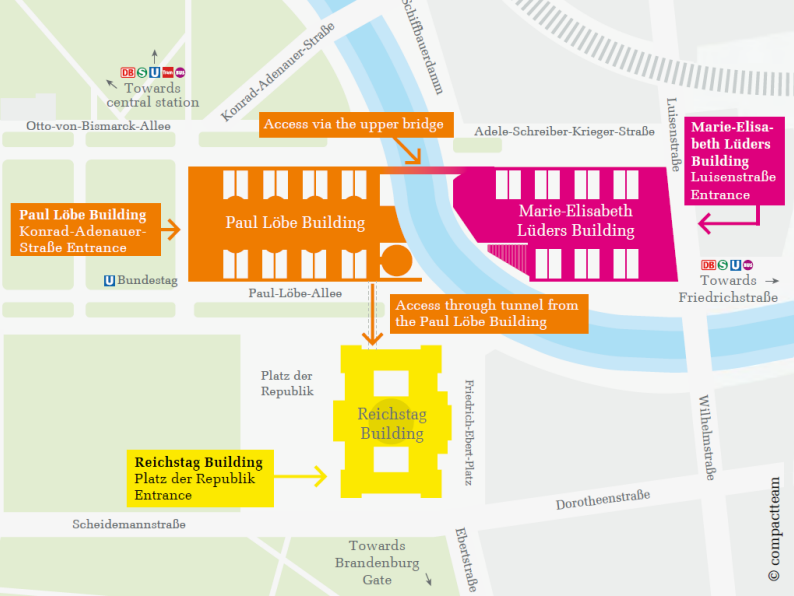 Konrad-Adenauer-Straße
Schiffbauerdamm
DB S U Tram BUS
Towards
central station
Otto-von-Bismarck-Allee
Access via the upper bridge
Adele-Schreiber-Krieger-Straße
Luisenstraße
Marie-Elisa-
beth Lüders
Building
Luisenstraße
Entrance
Paul Löbe Building
Konrad-Adenauer-
Straße Entrance
Paul Löbe Building
Marie-Elisabeth
Lüders Building
U Bundestag
DB S U BUS
Towards
Friedrichstraße
Paul-Löbe-Allee
Access through tunnel from
the Paul Löbe Building
Platz der
Republik
Reichstag
Building
Friedrich-Ebert-Platz
Wilhelmstraße
Reichstag Building
Platz der Republik
Entrance
Scheidemannstraße
Dorotheenstraße
Towards
Brandenburg
Gate
Ebertstraße
© compactteam